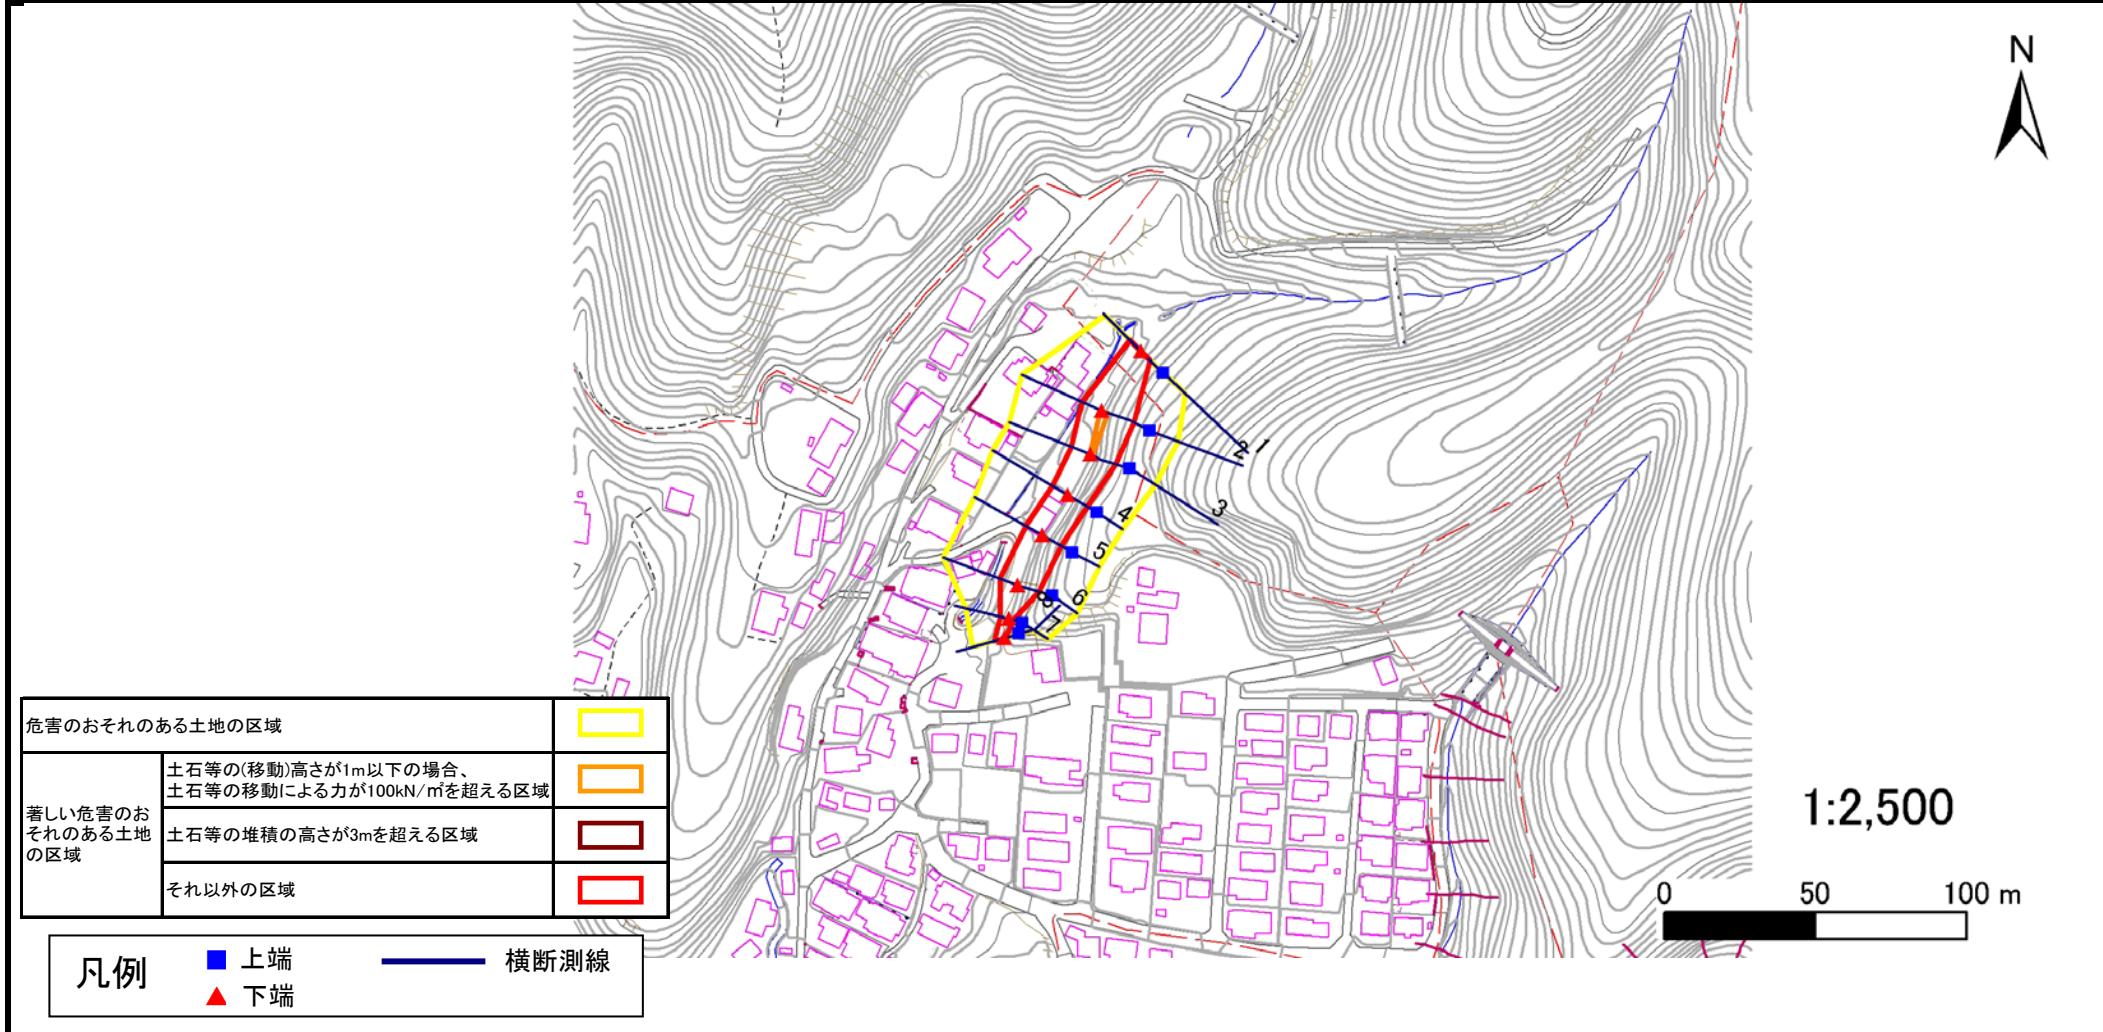 N
1
2
3
4
5
6
8
7
危害のおそれのある土地の区域
著しい危害のお
それのある土地
の区域
土石等の(移動)高さが1m以下の場合、
土石等の移動による力が100kN/㎡を超える区域
土石等の堆積の高さが3mを超える区域
それ以外の区域
1:2,500
0 50 100 m
凡例
上端
横断測線
下端